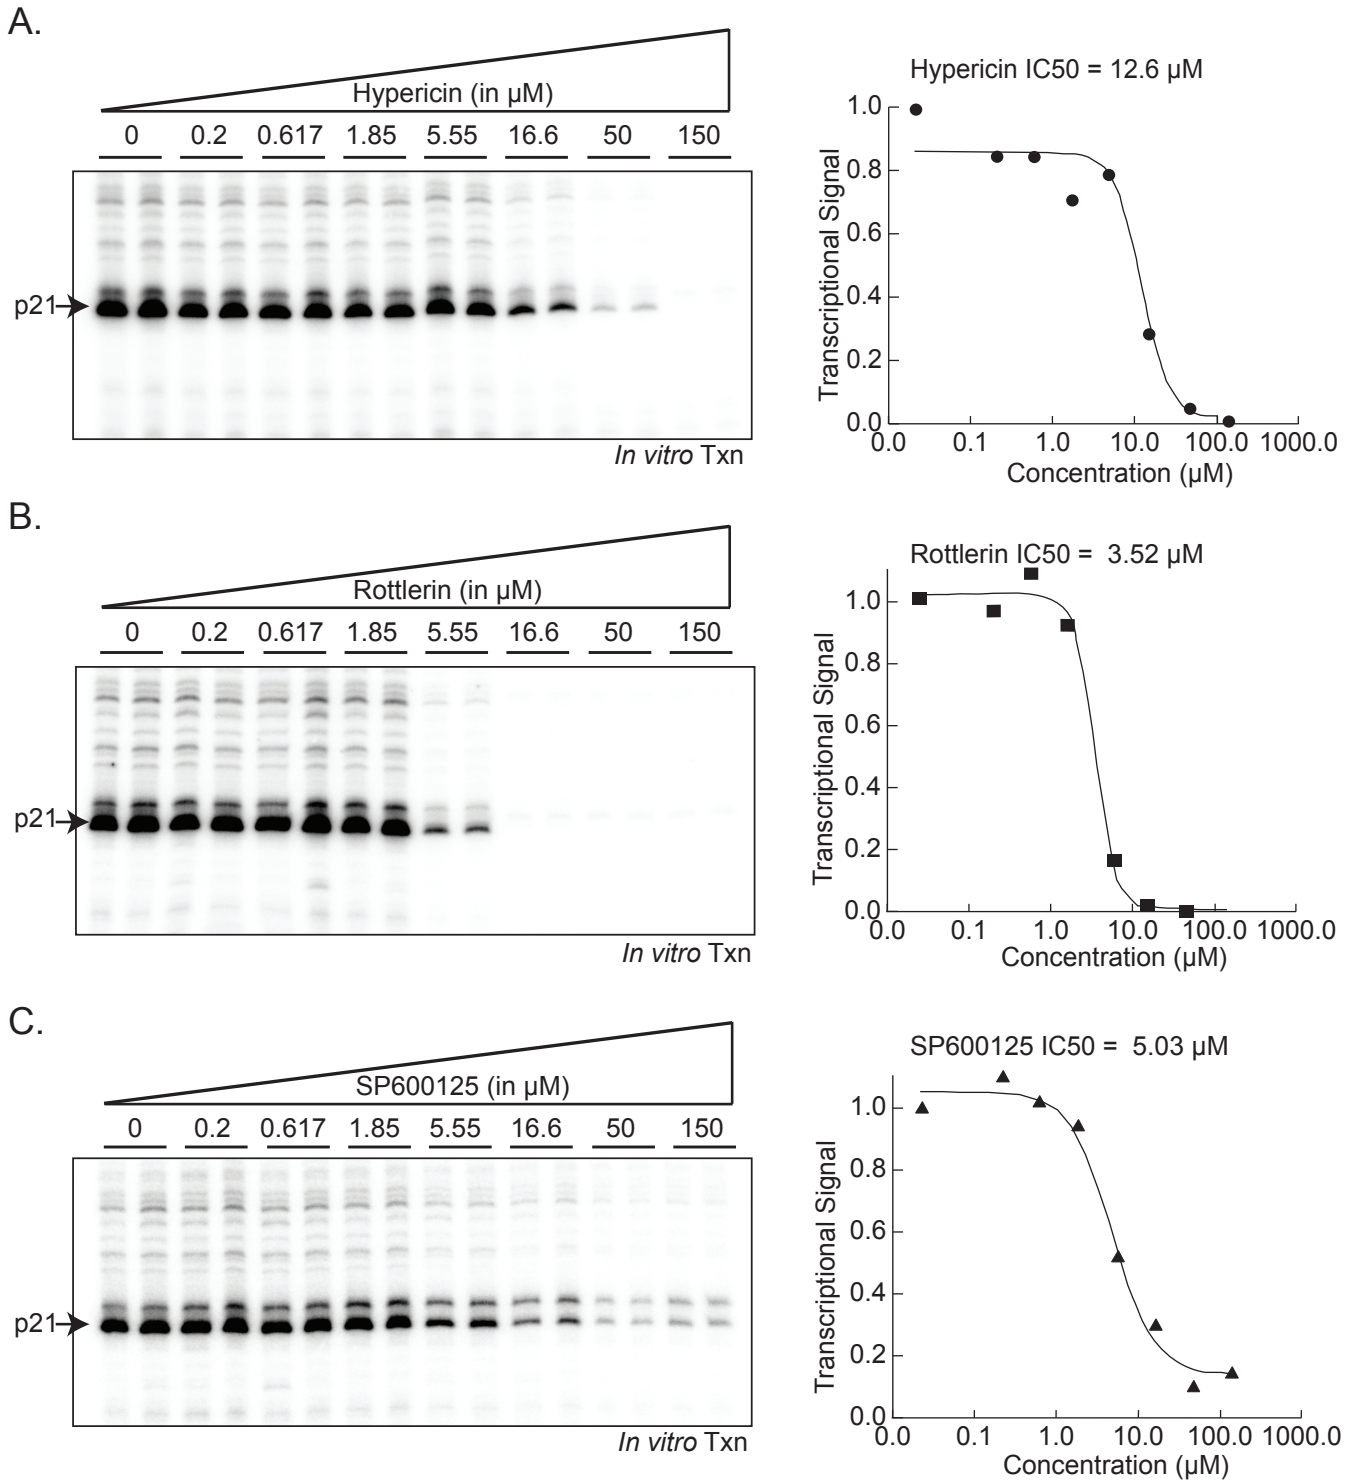 A.
Hypericin (in µM)
0 0.2 0.617 1.85 5.55 16.6 50 150
p21
In vitro Txn
Hypericin IC50 = 12.6 µM
Transcriptional Signal
1.0
0.8
0.6
0.4
0.2
0.0
0.0 0.1 1.0 10.0 100.0 1000.0
Concentration (µM)
B.
Rottlerin (in µM)
0 0.2 0.617 1.85 5.55 16.6 50 150
p21
In vitro Txn
Rottlerin IC50 = 3.52 µM
Transcriptional Signal
1.0
0.8
0.6
0.4
0.2
0.0
0.0 0.1 1.0 10.0 100.0 1000.0
Concentration (µM)
C.
SP600125 (in µM)
0 0.2 0.617 1.85 5.55 16.6 50 150
p21
In vitro Txn
SP600125 IC50 = 5.03 µM
Transcriptional Signal
1.0
0.8
0.6
0.4
0.2
0.0
0.0 0.1 1.0 10.0 100.0 1000.0
Concentration (µM)